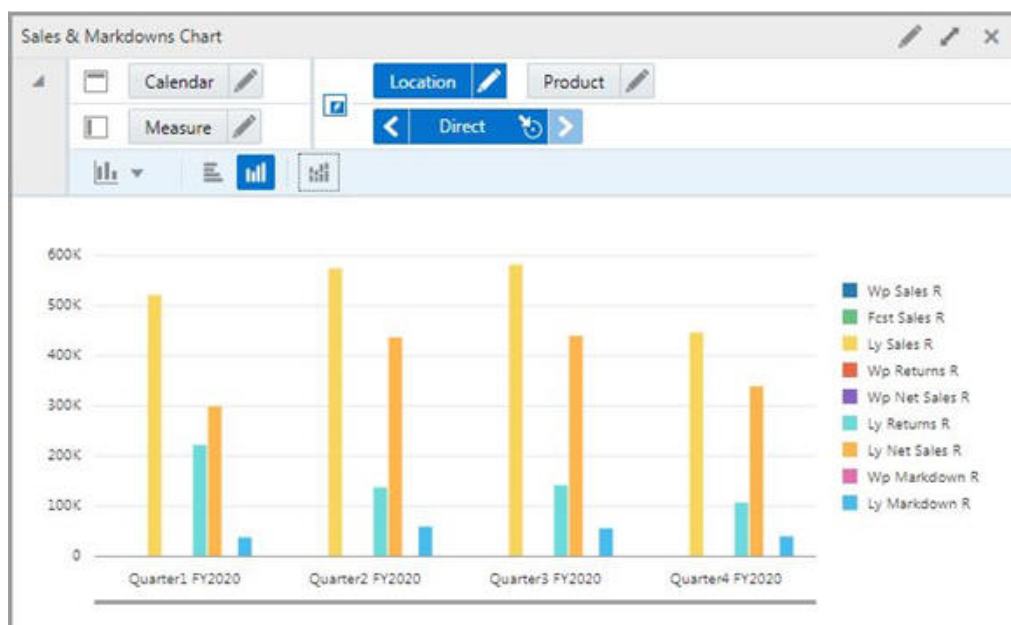 Sales & Markdowns Chart
Calendar
Location
Product
Measure
Direct
600K
500K
400K
300K
200K
100K
0
Quarter1 FY2020
Quarter2 FY2020
Quarter3 FY2020
Quarter4 FY2020
Wp Sales R
Fcst Sales R
Ly Sales R
Wp Returns R
Wp Net Sales R
Ly Returns R
Ly Net Sales R
Wp Markdown R
Ly Markdown R